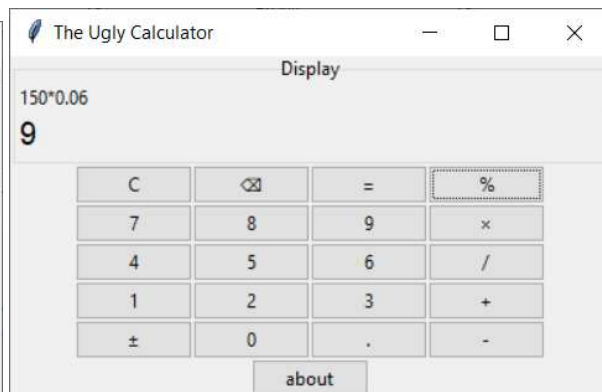 The Ugly Calculator
Display
150*0.06
9
C ⌫ = %
7 8 9 ×
4 5 6 /
1 2 3 +
± 0 . -
about